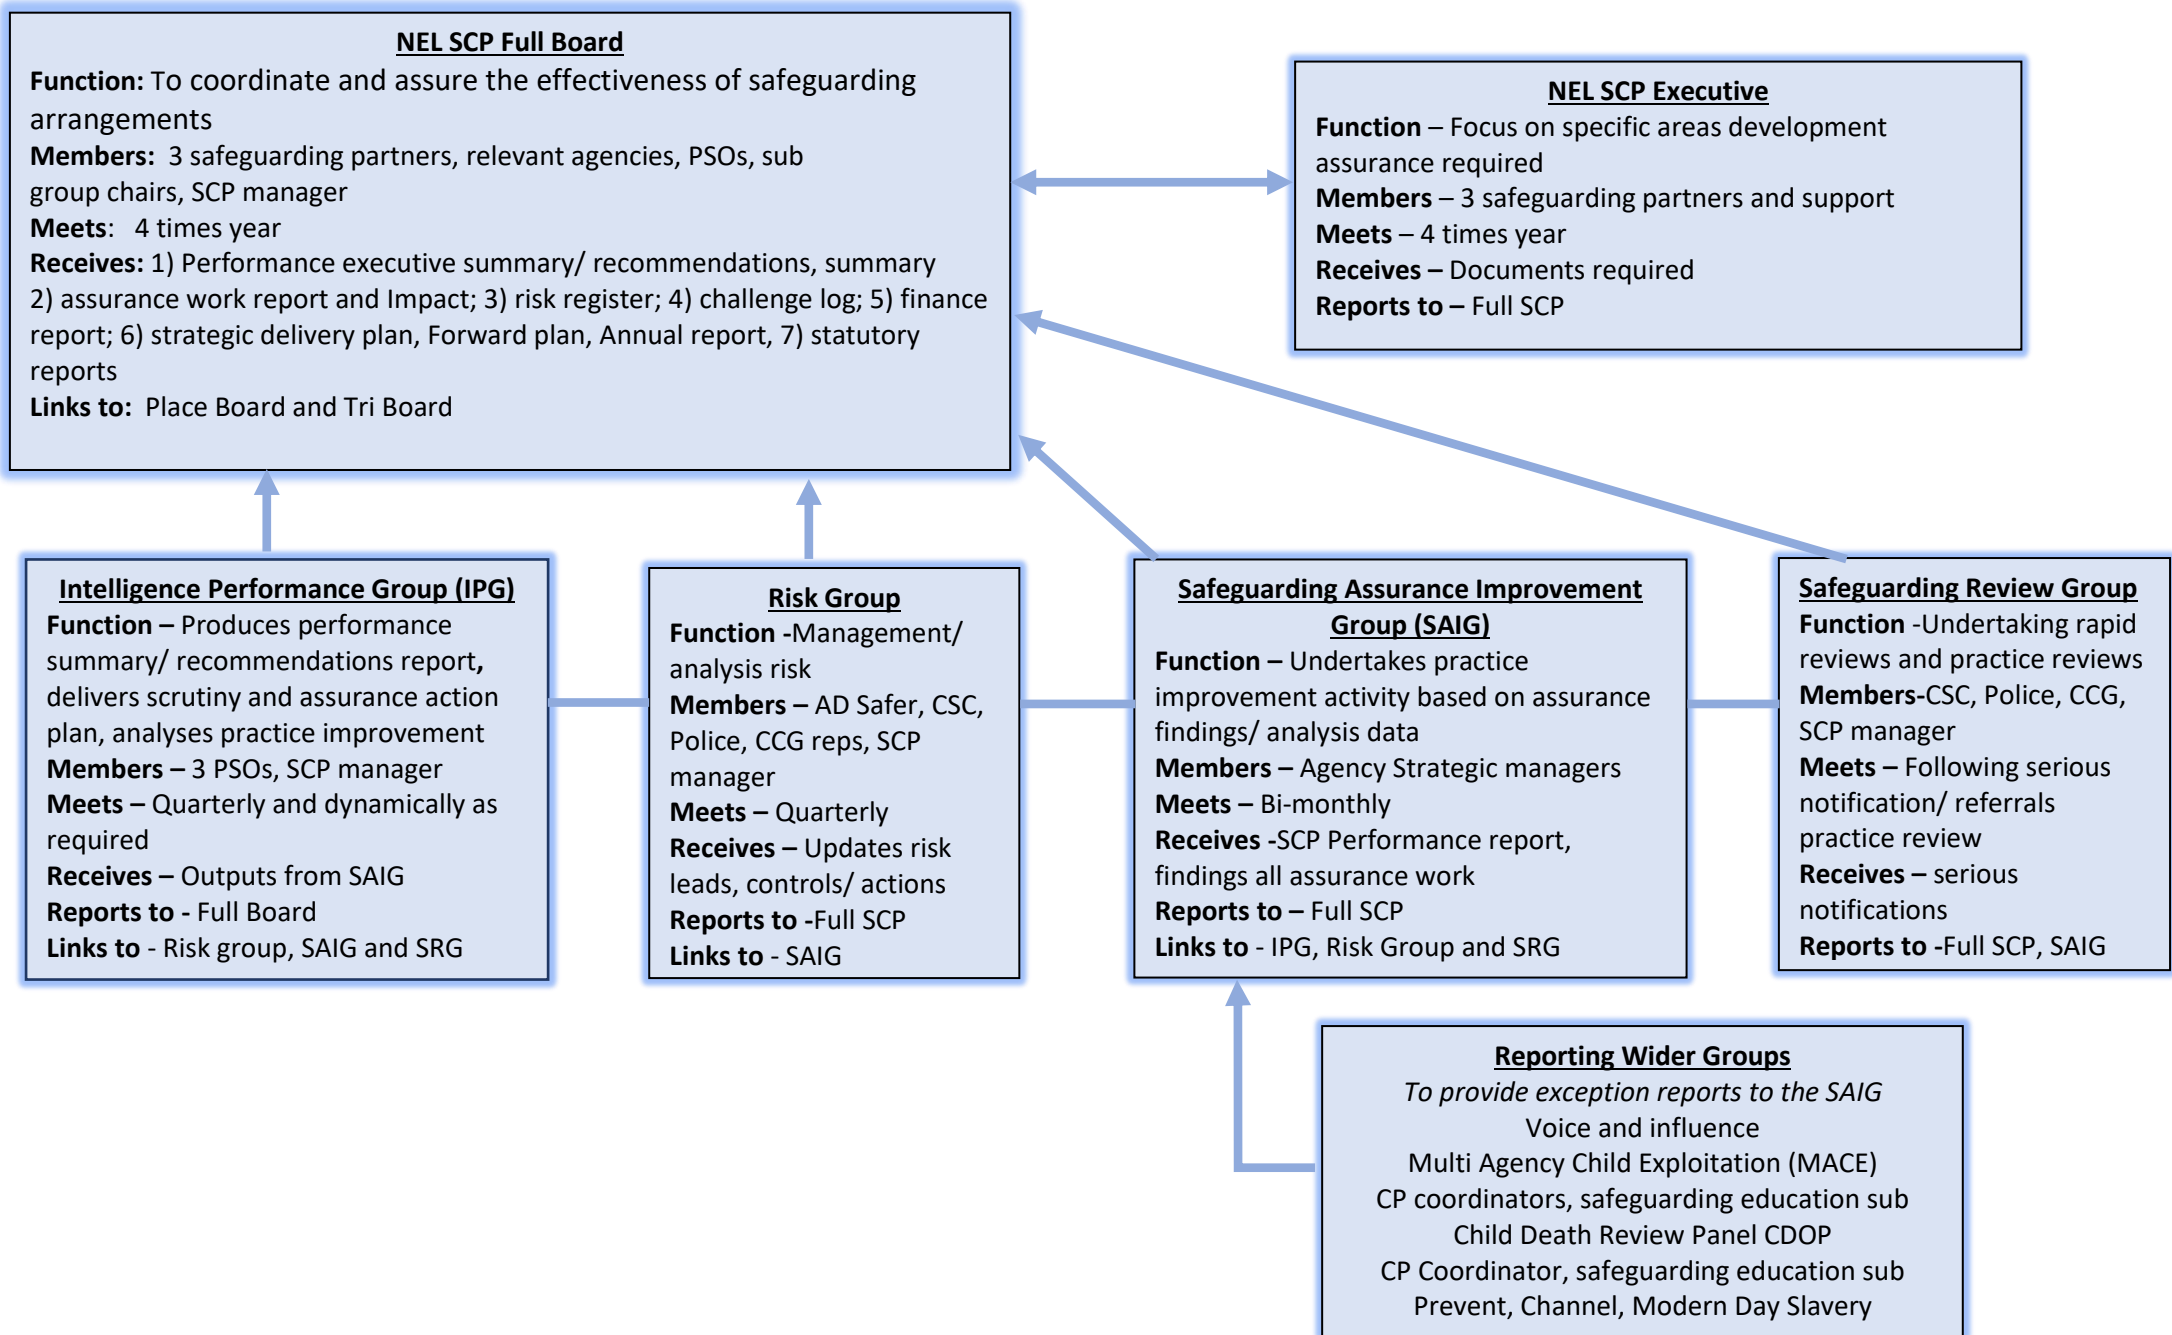 NEL SCP Full Board
Function: To coordinate and assure the effectiveness of safeguarding
arrangements
Members:  3 safeguarding partners, relevant agencies, PSOs, sub
group chairs, SCP manager
Meets:   4 times year
Receives: 1) Performance executive summary/ recommendations, summary
2) assurance work report and Impact; 3) risk register; 4) challenge log; 5) finance
report; 6) strategic delivery plan, Forward plan, Annual report, 7) statutory
reports
Links to:  Place Board and Tri Board
NEL SCP Executive
Function – Focus on specific areas development
assurance required
Members – 3 safeguarding partners and support
Meets – 4 times year
Receives – Documents required
Reports to – Full SCP
Intelligence Performance Group (IPG)
Function – Produces performance
summary/ recommendations report,
delivers scrutiny and assurance action
plan, analyses practice improvement
Members – 3 PSOs, SCP manager
Meets – Quarterly and dynamically as
required
Receives – Outputs from SAIG
Reports to - Full Board
Links to - Risk group, SAIG and SRG
Risk Group
Function -Management/
analysis risk
Members – AD Safer, CSC,
Police, CCG reps, SCP
manager
Meets – Quarterly
Receives – Updates risk
leads, controls/ actions
Reports to -Full SCP
Links to - SAIG
Safeguarding Assurance Improvement
Group (SAIG)
Function – Undertakes practice
improvement activity based on assurance
findings/ analysis data
Members – Agency Strategic managers
Meets – Bi-monthly
Receives -SCP Performance report,
findings all assurance work
Reports to – Full SCP
Links to - IPG, Risk Group and SRG
Safeguarding Review Group
Function -Undertaking rapid
reviews and practice reviews
Members-CSC, Police, CCG,
SCP manager
Meets – Following serious
notification/ referrals
practice review
Receives – serious
notifications
Reports to -Full SCP, SAIG
Reporting Wider Groups
To provide exception reports to the SAIG
Voice and influence
Multi Agency Child Exploitation (MACE)
CP coordinators, safeguarding education sub
Child Death Review Panel CDOP
CP Coordinator, safeguarding education sub
Prevent, Channel, Modern Day Slavery